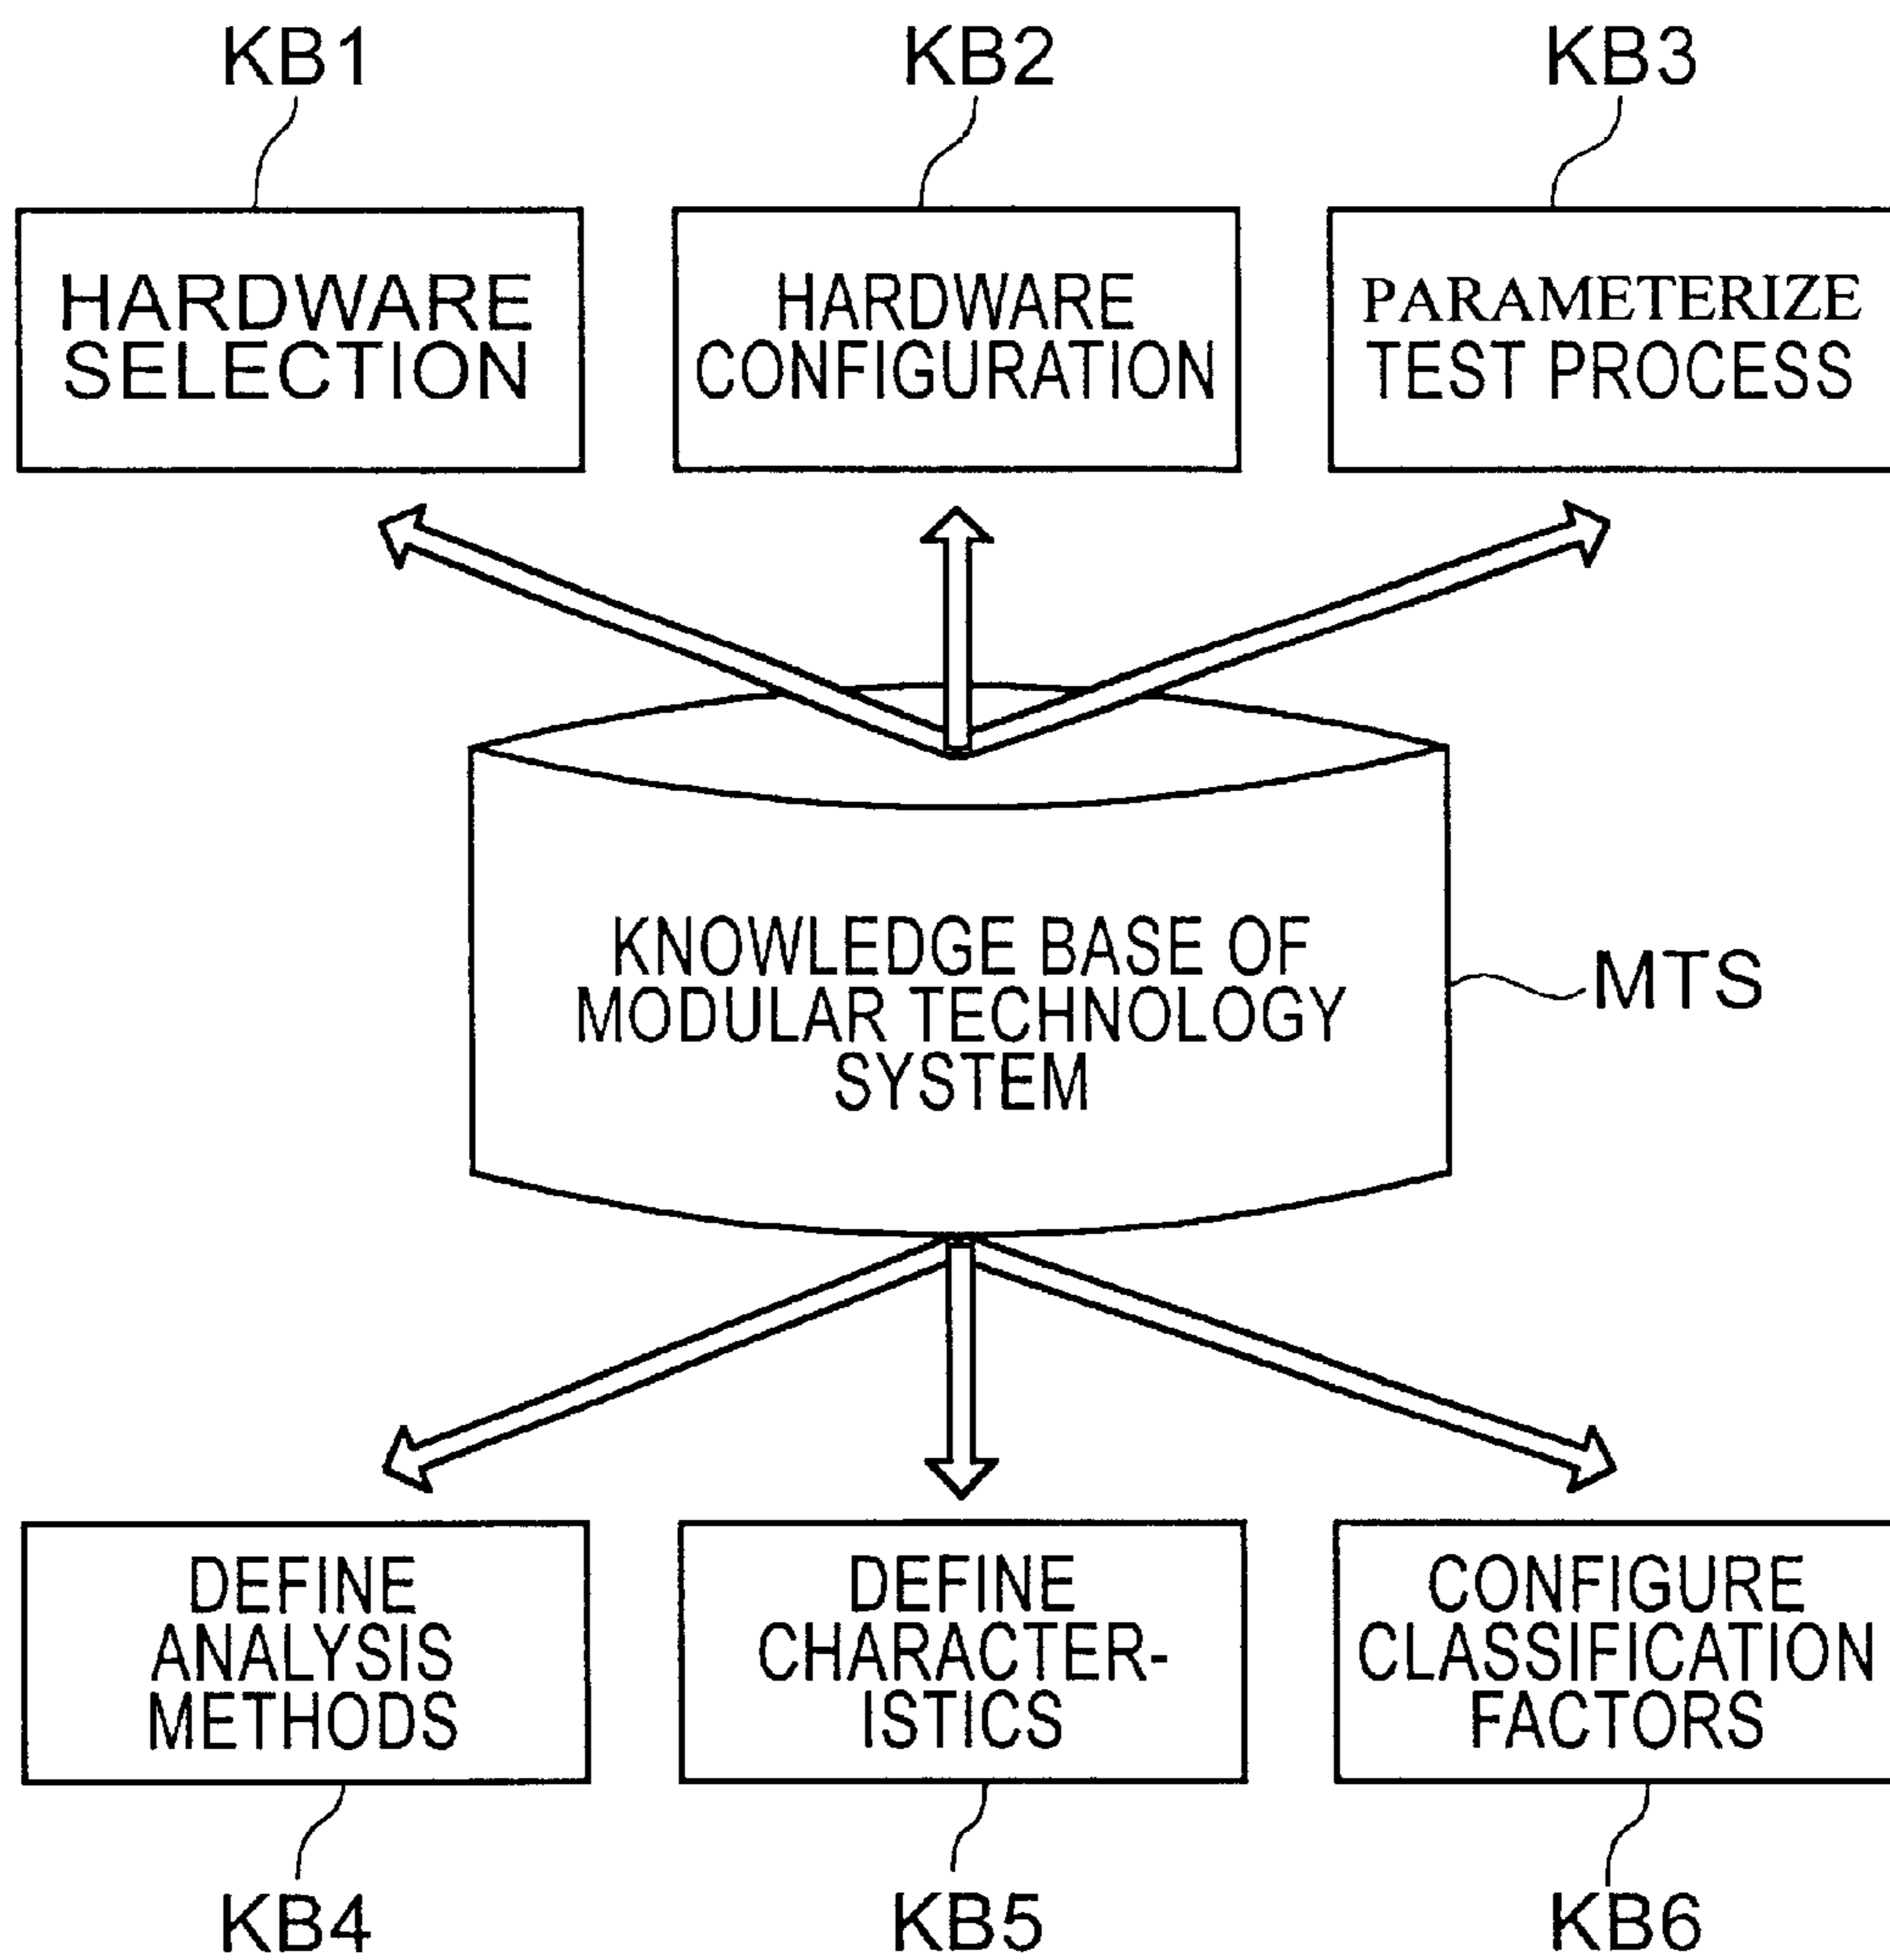 KB1
KB2
KB3
HARDWARE
SELECTION
HARDWARE
CONFIGURATION
PARAMETERIZE
TEST PROCESS
KNOWLEDGE BASE OF
MODULAR TECHNOLOGY
SYSTEM
MTS
DEFINE
ANALYSIS
METHODS
DEFINE
CHARACTER-
ISTICS
CONFIGURE
CLASSIFICATION
FACTORS
KB4
KB5
KB6